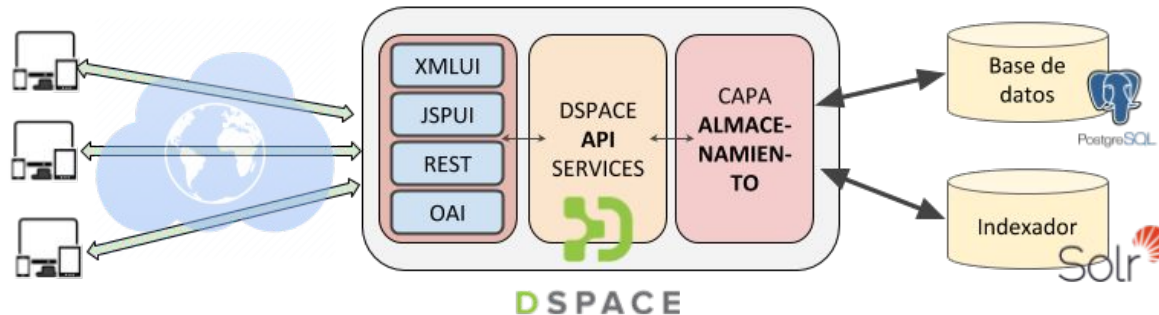 XMLUI
JSPUI
REST
OAI
DSPACE
API
SERVICES
CAPA
ALMACE-
NAMIEN-
TO
Base de
datos
PostgreSQL
Indexador
Solr
DSPACE